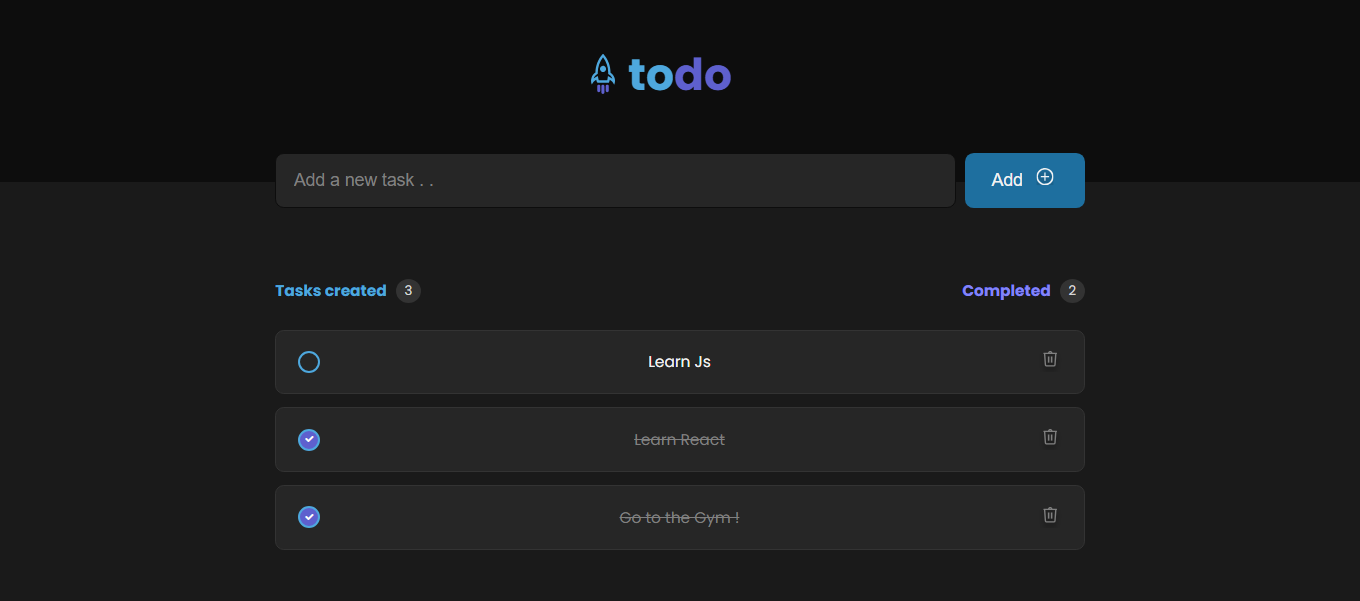 todo
Add a new task . .
Add
Tasks created 3
Completed 2
Learn Js
Learn React
Go to the Gym !